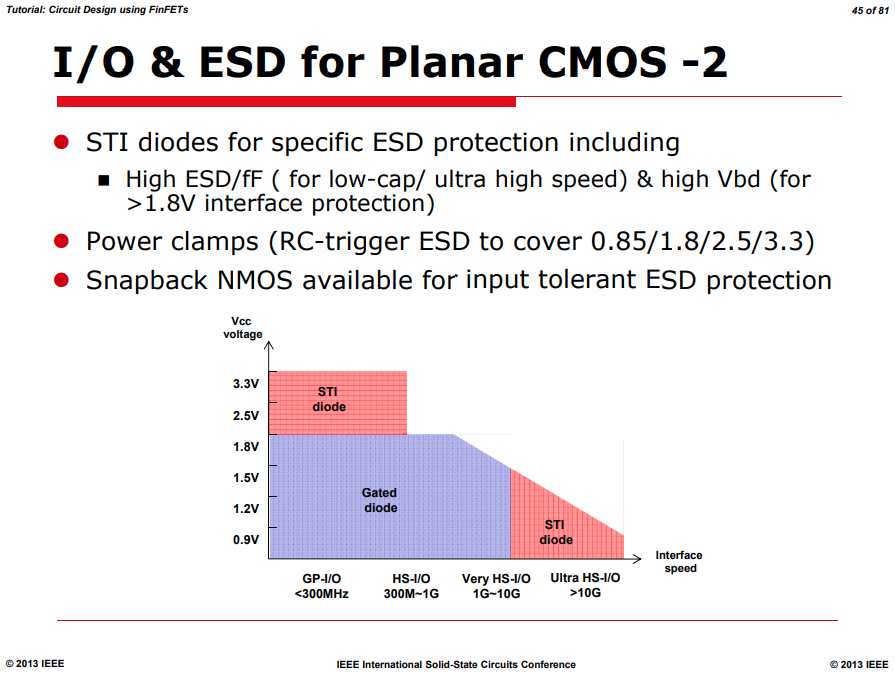 Tutorial: Circuit Design using FinFETs
45 of 81
I/O & ESD for Planar CMOS -2
STI diodes for specific ESD protection including
High ESD/fF ( for low-cap/ ultra high speed) & high Vbd (for
>1.8V interface protection)
Power clamps (RC-trigger ESD to cover 0.85/1.8/2.5/3.3)
Snapback NMOS available for input tolerant ESD protection
Vcc
voltage
3.3V
2.5V
1.8V
1.5V
1.2V
0.9V
STI
diode
Gated
diode
STI
diode
Interface
speed
GP-I/O
<300MHz
HS-I/O
300M~1G
Very HS-I/O
1G~10G
Ultra HS-I/O
>10G
© 2013 IEEE
IEEE International Solid-State Circuits Conference
© 2013 IEEE